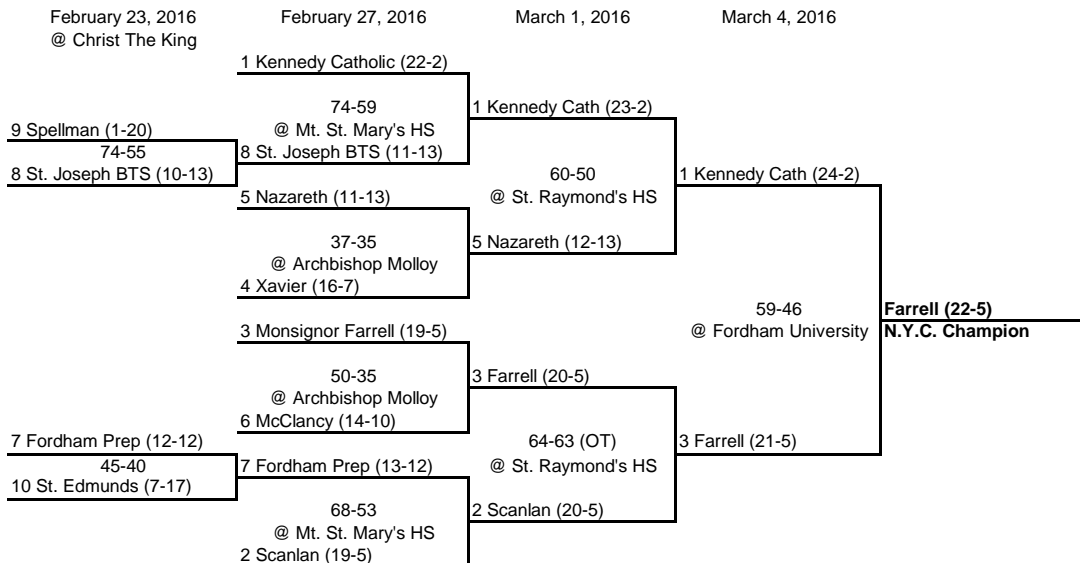 February 23, 2016
@ Christ The King
February 27, 2016
March 1, 2016
March 4, 2016
1 Kennedy Catholic (22-2)
74-59
@ Mt. St. Mary's HS
1 Kennedy Cath (23-2)
9 Spellman (1-20)
74-55
8 St. Joseph BTS (11-13)
8 St. Joseph BTS (10-13)
60-50
@ St. Raymond's HS
1 Kennedy Cath (24-2)
5 Nazareth (11-13)
37-35
@ Archbishop Molloy
5 Nazareth (12-13)
4 Xavier (16-7)
59-46
@ Fordham University
Farrell (22-5)
N.Y.C. Champion
3 Monsignor Farrell (19-5)
50-35
@ Archbishop Molloy
3 Farrell (20-5)
6 McClancy (14-10)
7 Fordham Prep (12-12)
45-40
10 St. Edmunds (7-17)
7 Fordham Prep (13-12)
64-63 (OT)
@ St. Raymond's HS
3 Farrell (21-5)
68-53
@ Mt. St. Mary's HS
2 Scanlan (20-5)
2 Scanlan (19-5)